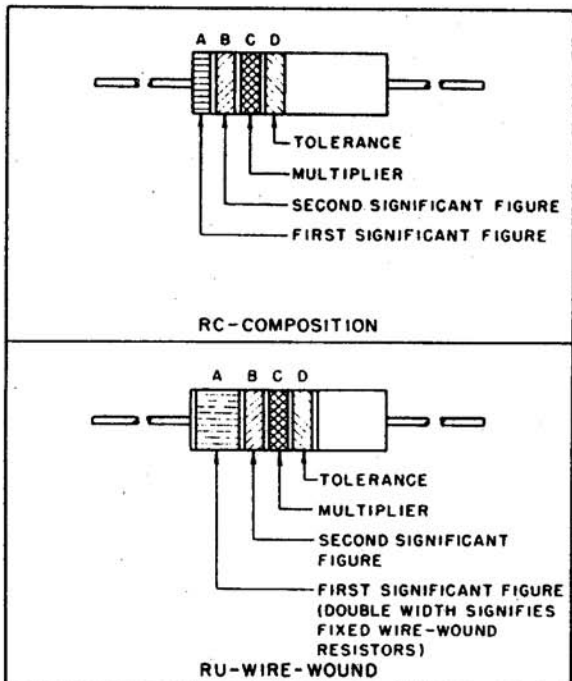 A B C D
TOLERANCE
MULTIPLIER
SECOND SIGNIFICANT FIGURE
FIRST SIGNIFICANT FIGURE
RC-COMPOSITION
A B C D
TOLERANCE
MULTIPLIER
SECOND SIGNIFICANT
FIGURE
FIRST SIGNIFICANT FIGURE
(DOUBLE WIDTH SIGNIFIES
FIXED WIRE-WOUND
RESISTORS)
RU-WIRE-WOUND